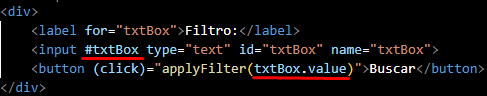 <div>
<label for="txtBox">Filtro:</label>
<input #txtBox type="text" id="txtBox" name="txtBox">
<button (click)="applyFilter(txtBox.value)">Buscar</button>
</div>